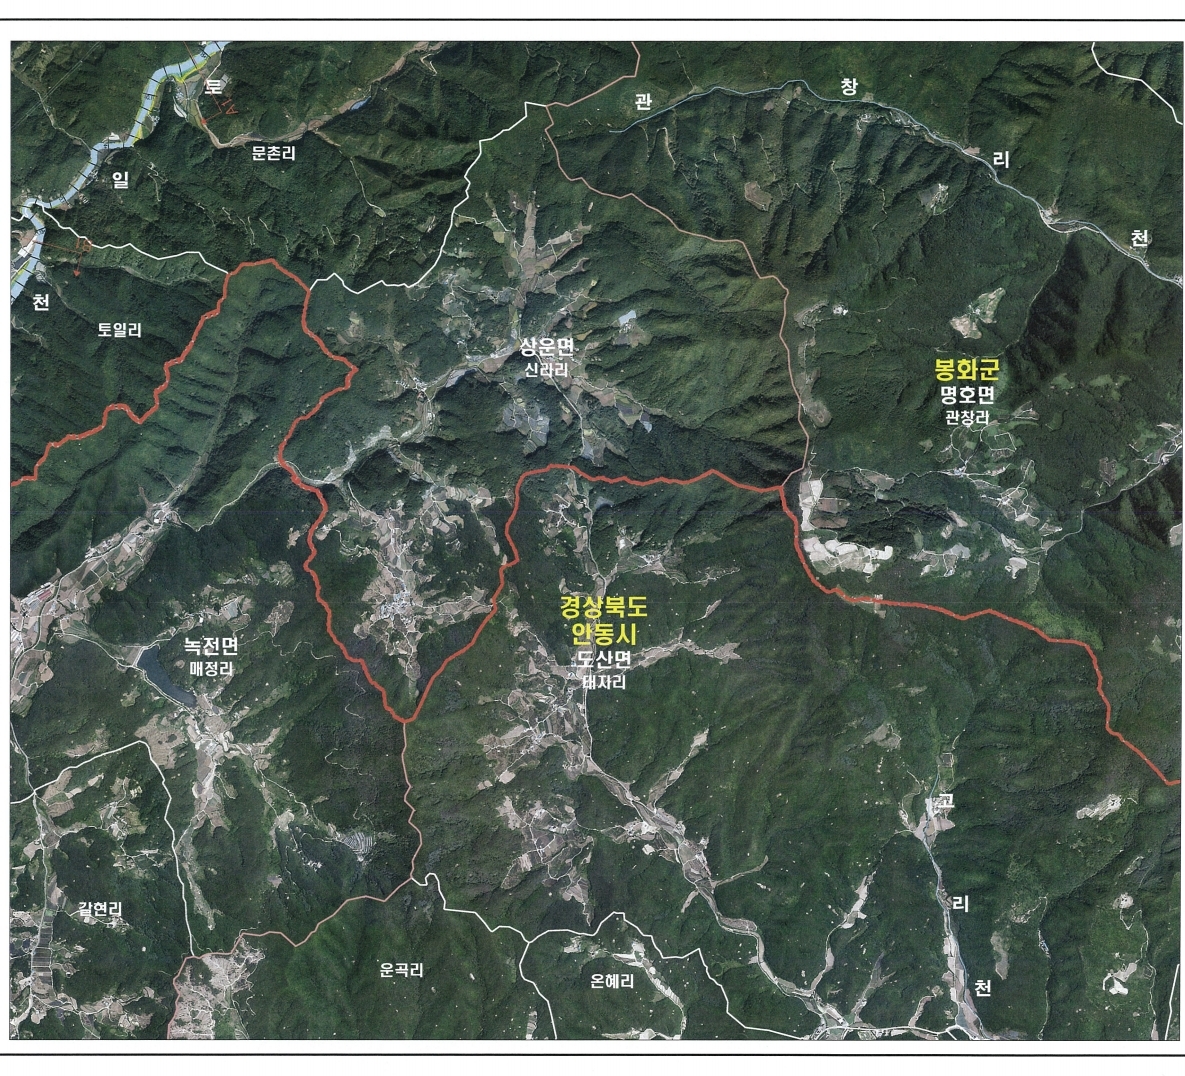 토
일
천
문촌리
토일리
관
창
리
천
상운면
신라리
봉화군
명호면
관창리
경상북도
안동시
도산면
태자리
녹전면
매정리
갈현리
운곡리
온혜리
고
리
천